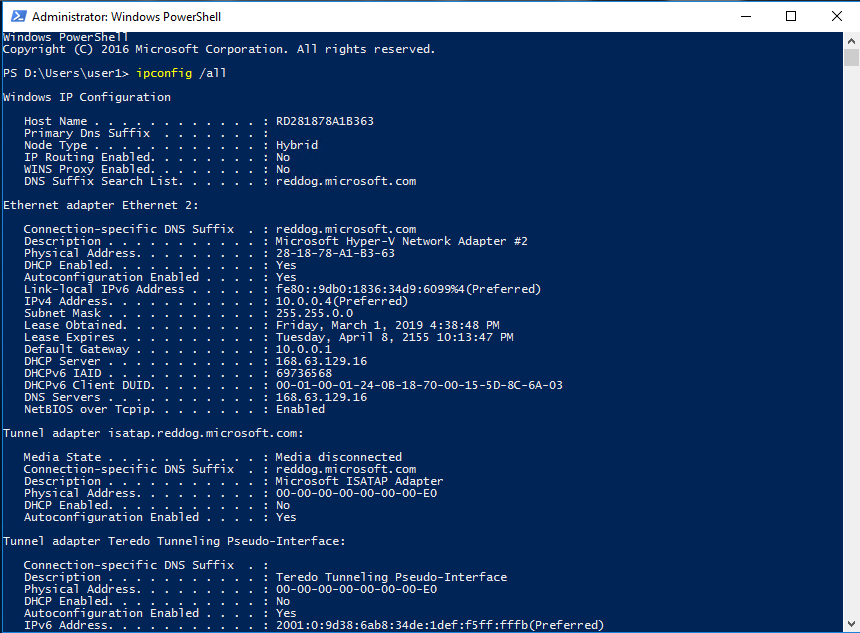 Administrator: Windows PowerShell
Windows PowerShell
Copyright (C) 2016 Microsoft Corporation. All rights reserved.
PS D:\Users\user1> ipconfig /all
Windows IP Configuration
Host Name . . . . . . . . . . . . : RD281878A1B363
Primary Dns Suffix  . . . . . . . :
Node Type . . . . . . . . . . . . : Hybrid
IP Routing Enabled. . . . . . . . : No
WINS Proxy Enabled. . . . . . . . : No
DNS Suffix Search List. . . . . . : reddog.microsoft.com
Ethernet adapter Ethernet 2:
Connection-specific DNS Suffix  . : reddog.microsoft.com
Description . . . . . . . . . . . : Microsoft Hyper-V Network Adapter #2
Physical Address. . . . . . . . . : 28-18-78-A1-B3-63
DHCP Enabled. . . . . . . . . . . : Yes
Autoconfiguration Enabled . . . . : Yes
Link-local IPv6 Address . . . . . : fe80::9db0:1836:34d9:6099%4(Preferred)
IPv4 Address. . . . . . . . . . . : 10.0.0.4(Preferred)
Subnet Mask . . . . . . . . . . . : 255.255.0.0
Lease Obtained. . . . . . . . . . : Friday, March 1, 2019 4:38:48 PM
Lease Expires . . . . . . . . . . : Tuesday, April 8, 2155 10:13:47 PM
Default Gateway . . . . . . . . . : 10.0.0.1
DHCP Server . . . . . . . . . . . : 168.63.129.16
DHCPv6 IAID . . . . . . . . . . . : 69736568
DHCPv6 Client DUID. . . . . . . . : 00-01-00-01-24-0B-18-70-00-15-5D-8C-6A-03
DNS Servers . . . . . . . . . . . : 168.63.129.16
NetBIOS over Tcpip. . . . . . . . : Enabled
Tunnel adapter isatap.reddog.microsoft.com:
Media State . . . . . . . . . . . : Media disconnected
Connection-specific DNS Suffix  . : reddog.microsoft.com
Description . . . . . . . . . . . : Microsoft ISATAP Adapter
Physical Address. . . . . . . . . : 00-00-00-00-00-00-00-E0
DHCP Enabled. . . . . . . . . . . : No
Autoconfiguration Enabled . . . . : Yes
Tunnel adapter Teredo Tunneling Pseudo-Interface:
Connection-specific DNS Suffix  . :
Description . . . . . . . . . . . : Teredo Tunneling Pseudo-Interface
Physical Address. . . . . . . . . : 00-00-00-00-00-00-00-E0
DHCP Enabled. . . . . . . . . . . : No
Autoconfiguration Enabled . . . . : Yes
IPv6 Address. . . . . . . . . . . : 2001:0:9d38:6ab8:34de:1def:f5ff:fffb(Preferred)